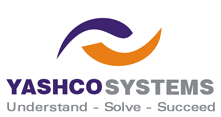 YASHCO SYSTEMS
Understand - Solve - Succeed